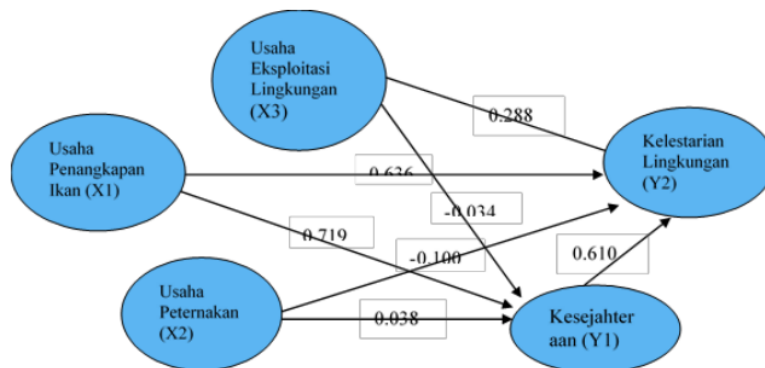 Usaha
Eksploitasi
Lingkungan
(X3)
0.288
Usaha
Penangkapan
Ikan (X1)
0.636
Kelestarian
Lingkungan
(Y2)
-0.034
0.719
-0.100
0.610
Usaha
Peternakan
(X2)
0.038
Kesejahter
aan (Y1)